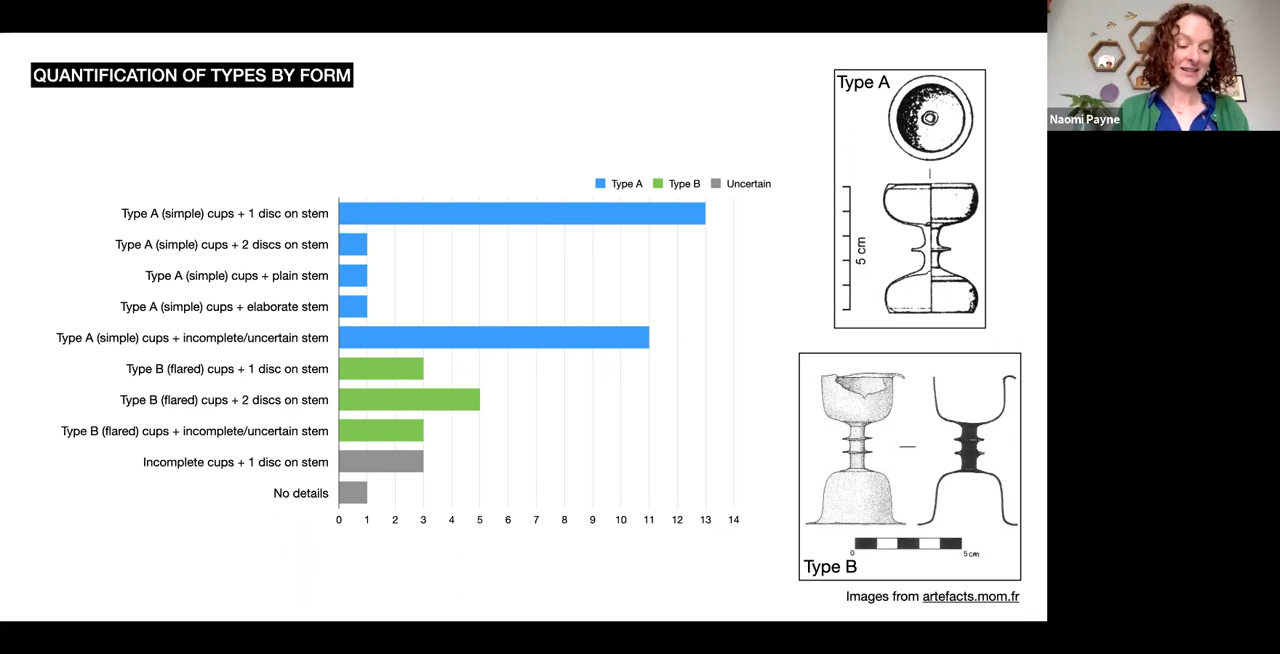 QUANTIFICATION OF TYPES BY FORM
Type A
Type B
Uncertain
Type A (simple) cups + 1 disc on stem
Type A (simple) cups + 2 discs on stem
Type A (simple) cups + plain stem
Type A (simple) cups + elaborate stem
Type A (simple) cups + incomplete/uncertain stem
Type B (flared) cups + 1 disc on stem
Type B (flared) cups + 2 discs on stem
Type B (flared) cups + incomplete/uncertain stem
Incomplete cups + 1 disc on stem
No details
0 1 2 3 4 5 6 7 8 9 10 11 12 13 14
Type A
5 cm
0 5 cm
Type B
Images from artefacts.mom.fr
Naomi Payne